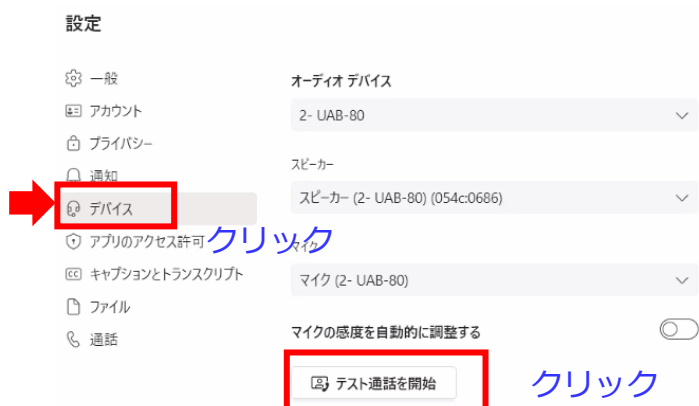 設定
一般
アカウント
プライバシー
通知
デバイス
アプリのアクセス許可
キャプションとトランスクリプト
ファイル
通話
クリック
オーディオ デバイス
2- UAB-80
スピーカー
スピーカー (2- UAB-80) (054c:0686)
マイク
マイク (2- UAB-80)
マイクの感度を自動的に調整する
テスト通話を開始
クリック